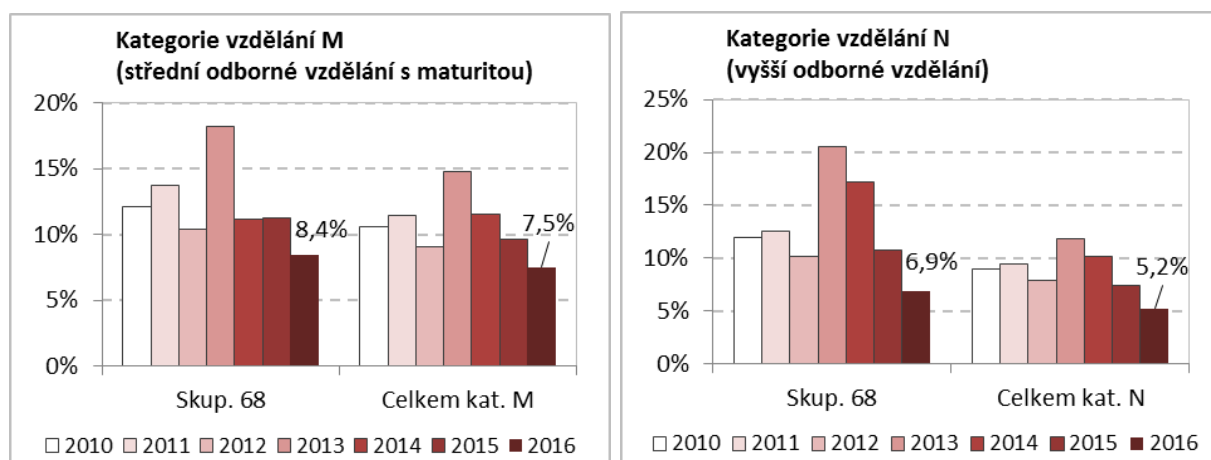 Kategorie vzdělání M
(střední odborné vzdělání s maturitou)
20%
15%
10%
5%
0%
8,4%
7,5%
Skup. 68
Celkem kat. M
2010 2011 2012 2013 2014 2015 2016
Kategorie vzdělání N
(vyšší odborné vzdělání)
25%
20%
15%
10%
5%
0%
6,9%
5,2%
Skup. 68
Celkem kat. N
2010 2011 2012 2013 2014 2015 2016